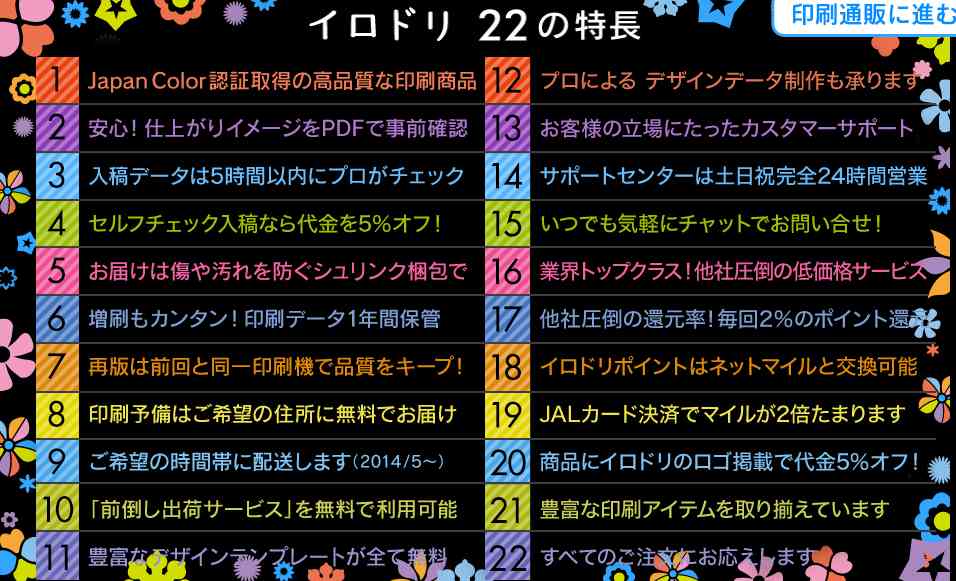 イロドリ 22の特長
印刷通販に進む
1 Japan Color認証取得の高品質な印刷商品
2 安心！仕上がりイメージをPDFで事前確認
3 入稿データは5時間以内にプロがチェック
4 セルフチェック入稿なら代金を5%オフ！
5 お届けは傷や汚れを防ぐシュリンク梱包で
6 増刷もカンタン！印刷データ1年間保管
7 再版は前回と同一印刷機で品質をキープ！
8 印刷予備はご希望の住所に無料でお届け
9 ご希望の時間帯に配送します(2014/5〜)
10 「前倒し出荷サービス」を無料で利用可能
11 豊富なデザインテンプレートが全て無料
12 プロによる デザインデータ制作も承ります
13 お客様の立場にたったカスタマーサポート
14 サポートセンターは土日祝完全24時間営業
15 いつでも気軽にチャットでお問い合せ！
16 業界トップクラス！他社圧倒の低価格サービス
17 他社圧倒の還元率！毎回2%のポイント還元
18 イロドリポイントはネットマイルと交換可能
19 JALカード決済でマイルが2倍たまります
20 商品にイロドリのロゴ掲載で代金5%オフ！
21 豊富な印刷アイテムを取り揃えています
22 すべてのご注文にお応えします